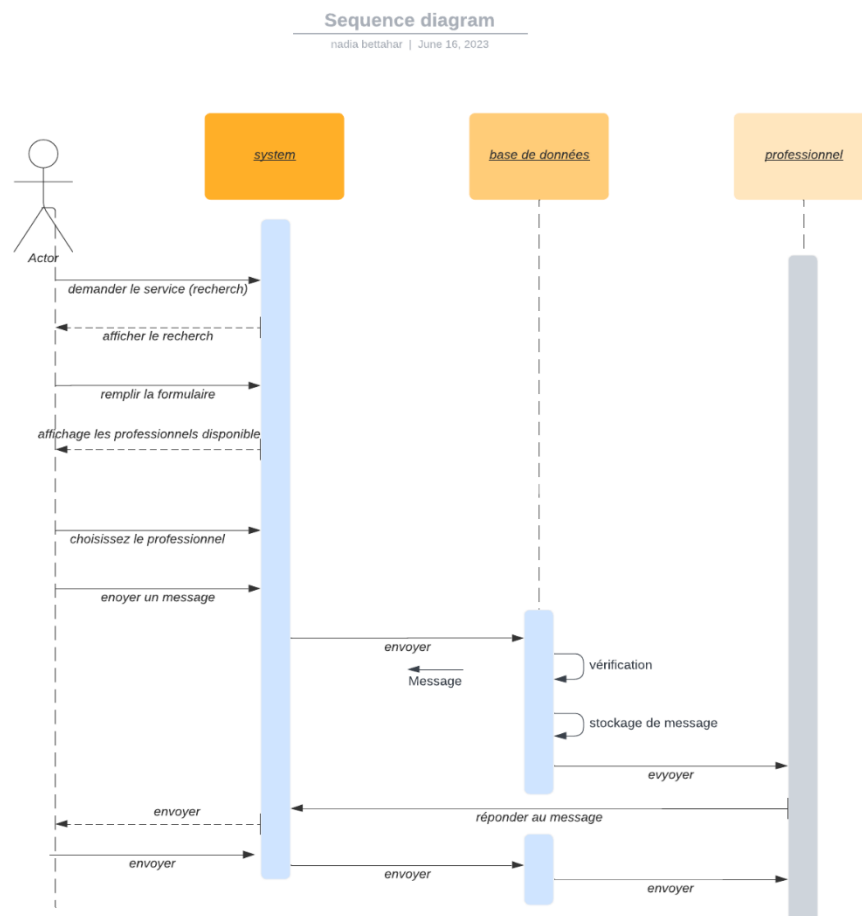 Sequence diagram
nadia bettahar | June 16, 2023
system
base de données
professionnel
Actor
demander le service (recherch)
afficher le recherch
remplir la formulaire
affichage les professionnels disponible
choisissez le professionnel
enoyer un message
envoyer
vérification
Message
stockage de message
evyoyer
envoyer
réponder au message
envoyer
envoyer
envoyer